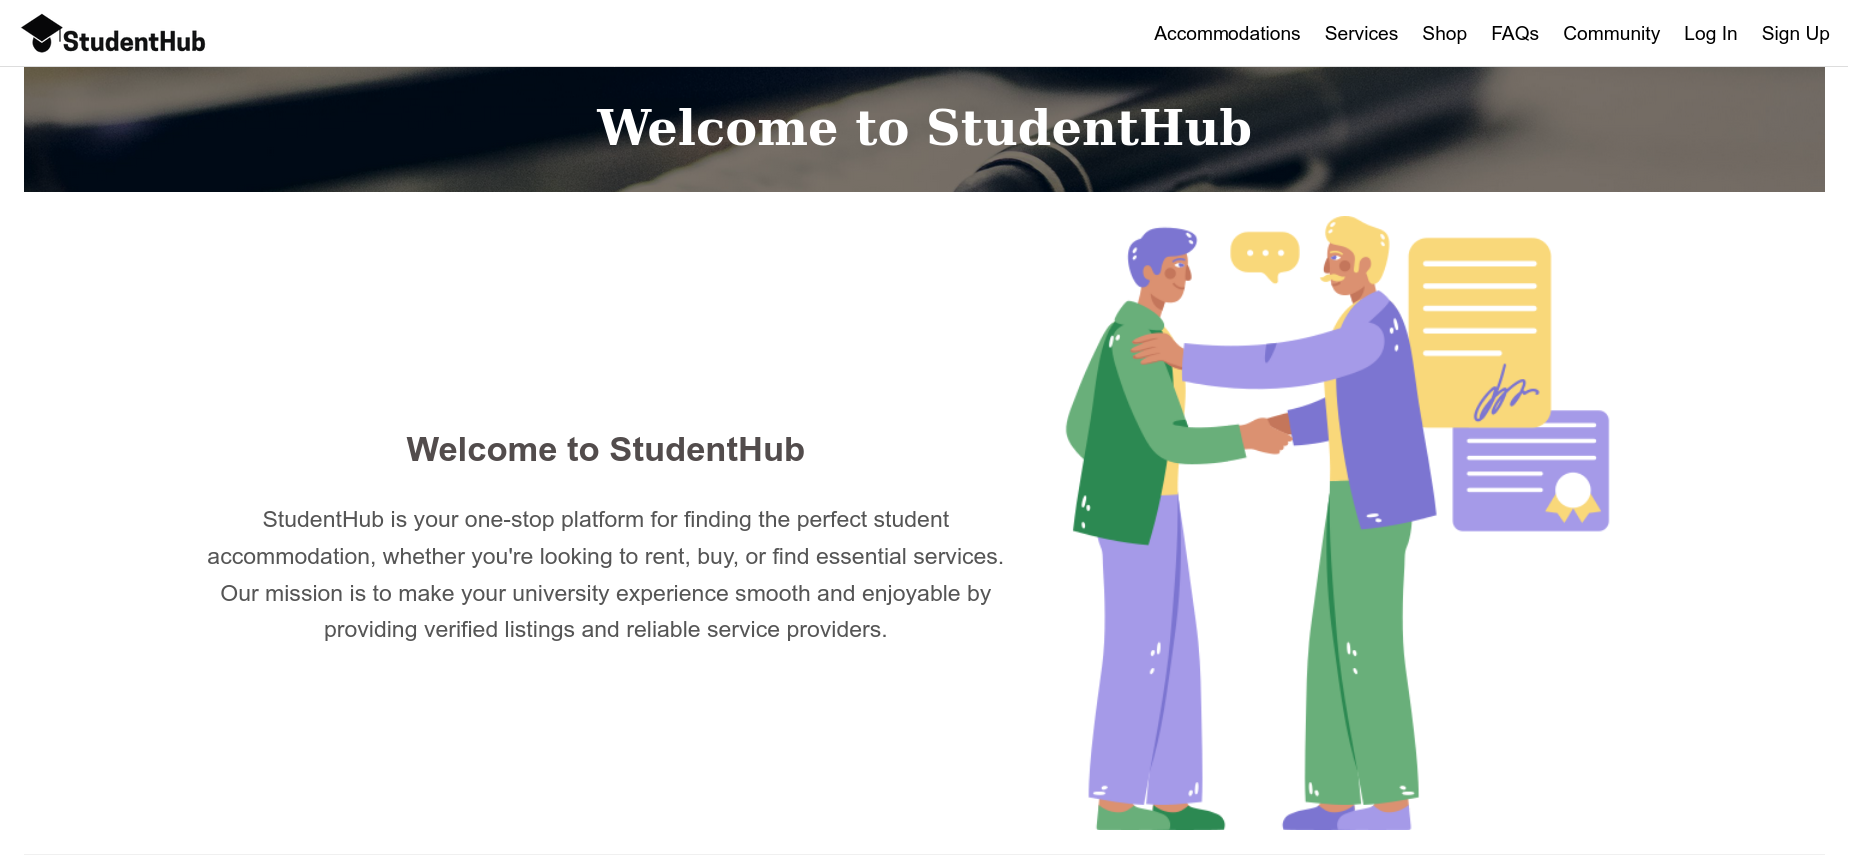 StudentHub
Accommodations Services Shop FAQs Community Log In Sign Up
Welcome to StudentHub
Welcome to StudentHub
StudentHub is your one-stop platform for finding the perfect student
accommodation, whether you're looking to rent, buy, or find essential services.
Our mission is to make your university experience smooth and enjoyable by
providing verified listings and reliable service providers.